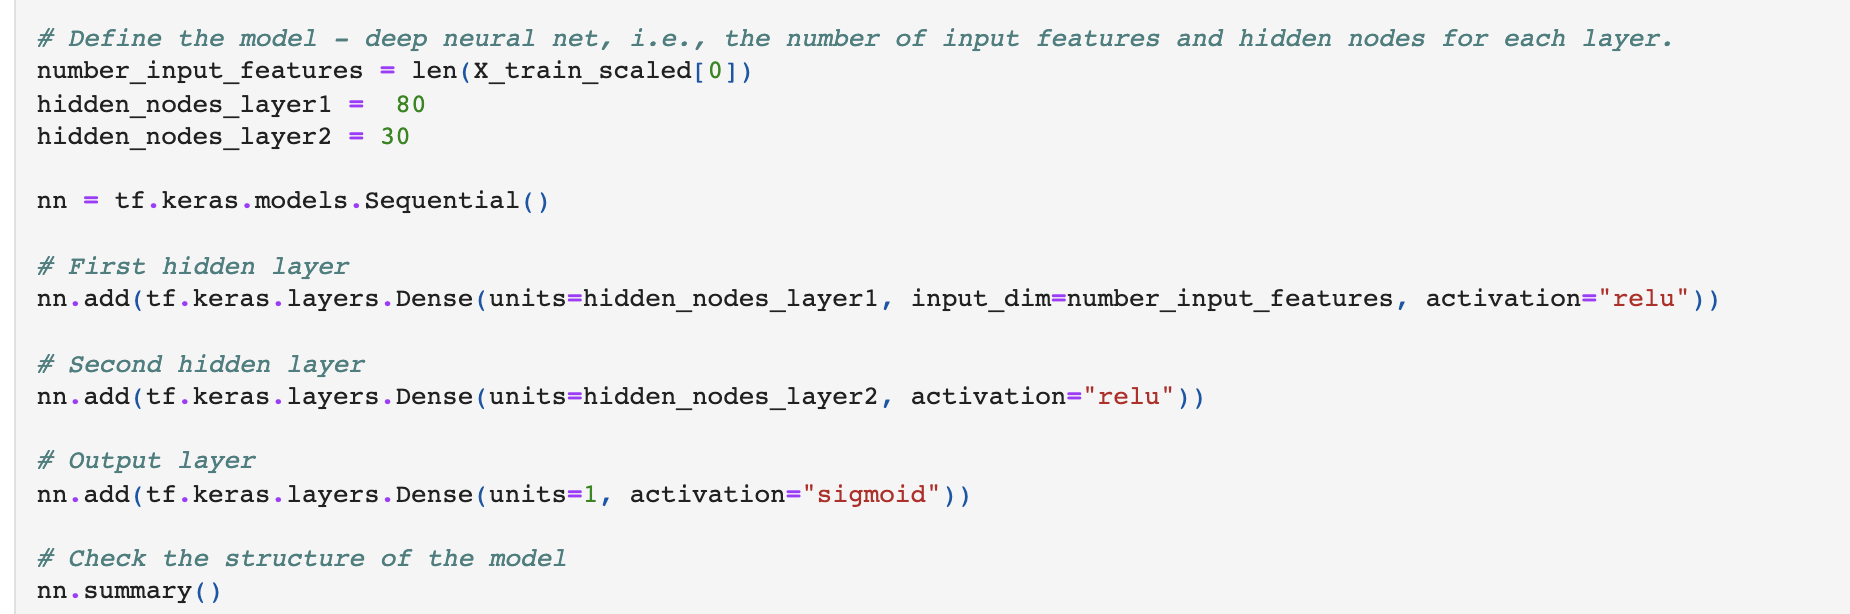 # Define the model - deep neural net, i.e., the number of input features and hidden nodes for each layer.
number_input_features = len(X_train_scaled[0])
hidden_nodes_layer1 =  80
hidden_nodes_layer2 = 30

nn = tf.keras.models.Sequential()

# First hidden layer
nn.add(tf.keras.layers.Dense(units=hidden_nodes_layer1, input_dim=number_input_features, activation="relu"))

# Second hidden layer
nn.add(tf.keras.layers.Dense(units=hidden_nodes_layer2, activation="relu"))

# Output layer
nn.add(tf.keras.layers.Dense(units=1, activation="sigmoid"))

# Check the structure of the model
nn.summary()